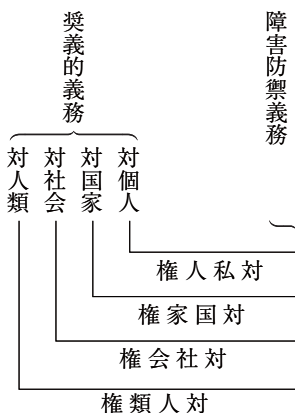 障害防禦義務
奨義的義務
対個人
対国家
対社会
対人類
権人私対
権家国対
権会社対
権類人対